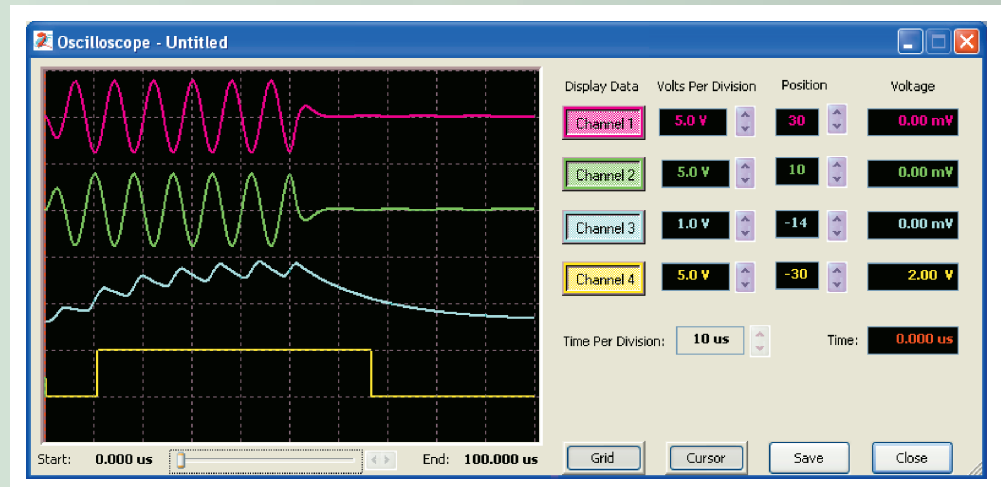 Oscilloscope - Untitled
Display Data Volts Per Division Position Voltage
Channel 1 5.0 V 30 0.00 mV
Channel 2 5.0 V 10 0.00 mV
Channel 3 1.0 V -14 0.00 mV
Channel 4 5.0 V -30 2.00 V
Time Per Division: 10 us Time: 0.000 us
Start: 0.000 us End: 100.000 us Grid Cursor Save Close